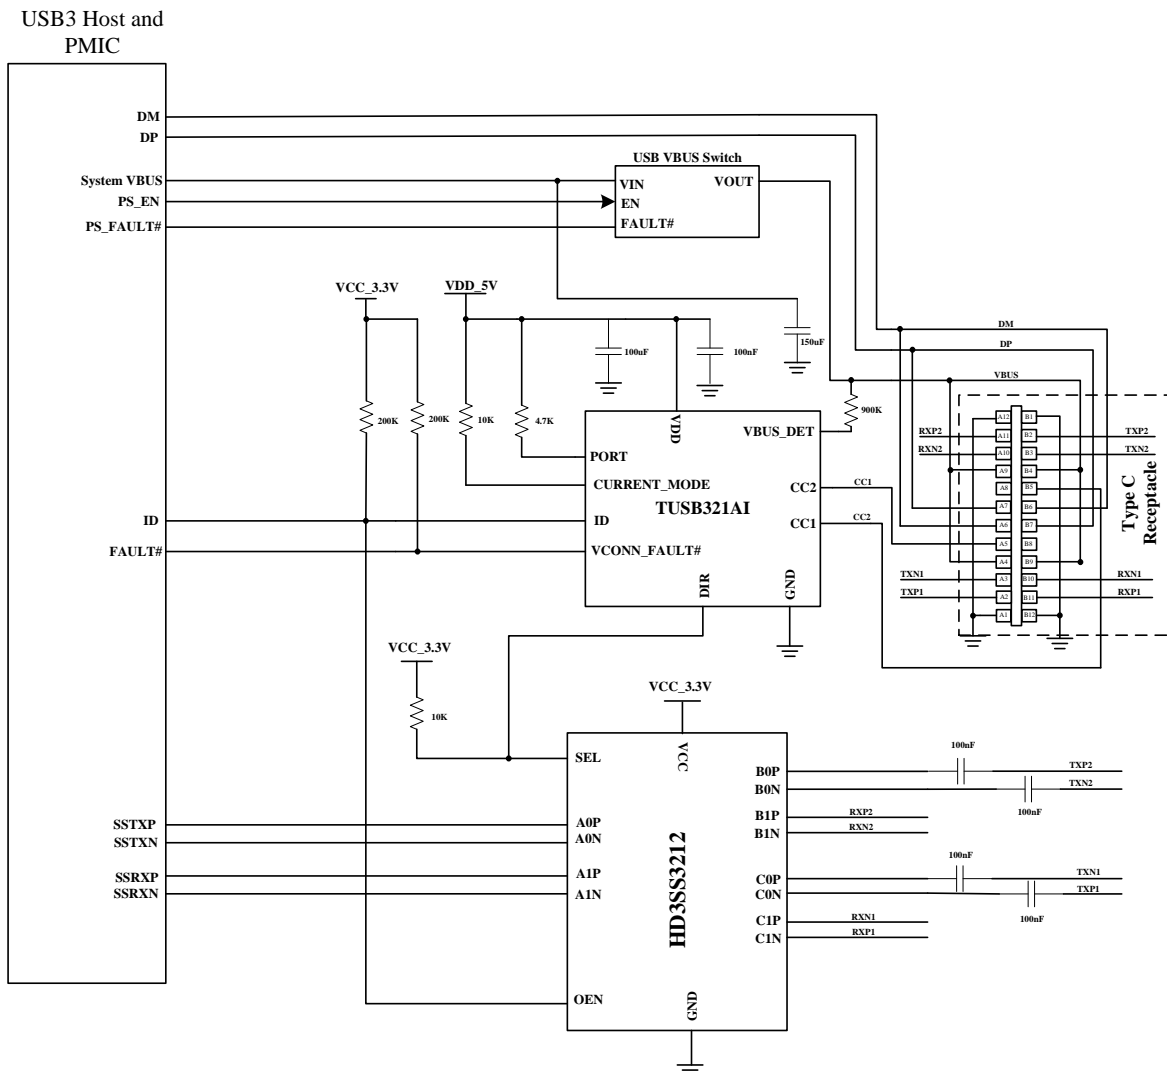 USB3 Host and
PMIC
DM
DP
System VBUS
PS_EN
PS_FAULT#
USB VBUS Switch
VIN
VOUT
EN
FAULT#
VCC_3.3V
VDD_5V
100uF
100nF
150uF
DM
DP
VBUS
200K
200K
10K
4.7K
900K
VDD
VBUS_DET
PORT
CURRENT_MODE
TUSB321AI
CC2
CC1
CC1
CC2
ID
ID
FAULT#
VCONN_FAULT#
DIR
GND
RXP2
RXN2
TXN1
TXP1
A12
A11
A10
A9
A8
A7
A6
A5
A4
A3
A2
A1
B1
B2
B3
B4
B5
B6
B7
B8
B9
B10
B11
B12
TXP2
TXN2
RXN1
RXP1
Type C
Receptacle
VCC_3.3V
10K
VCC_3.3V
VCC
SEL
HD3SS3212
SSTXP
SSTXN
SSRXP
SSRXN
A0P
A0N
A1P
A1N
OEN
GND
B0P
B0N
B1P
B1N
C0P
C0N
C1P
C1N
100nF
TXP2
TXN2
100nF
RXP2
RXN2
100nF
TXN1
TXP1
100nF
RXN1
RXP1